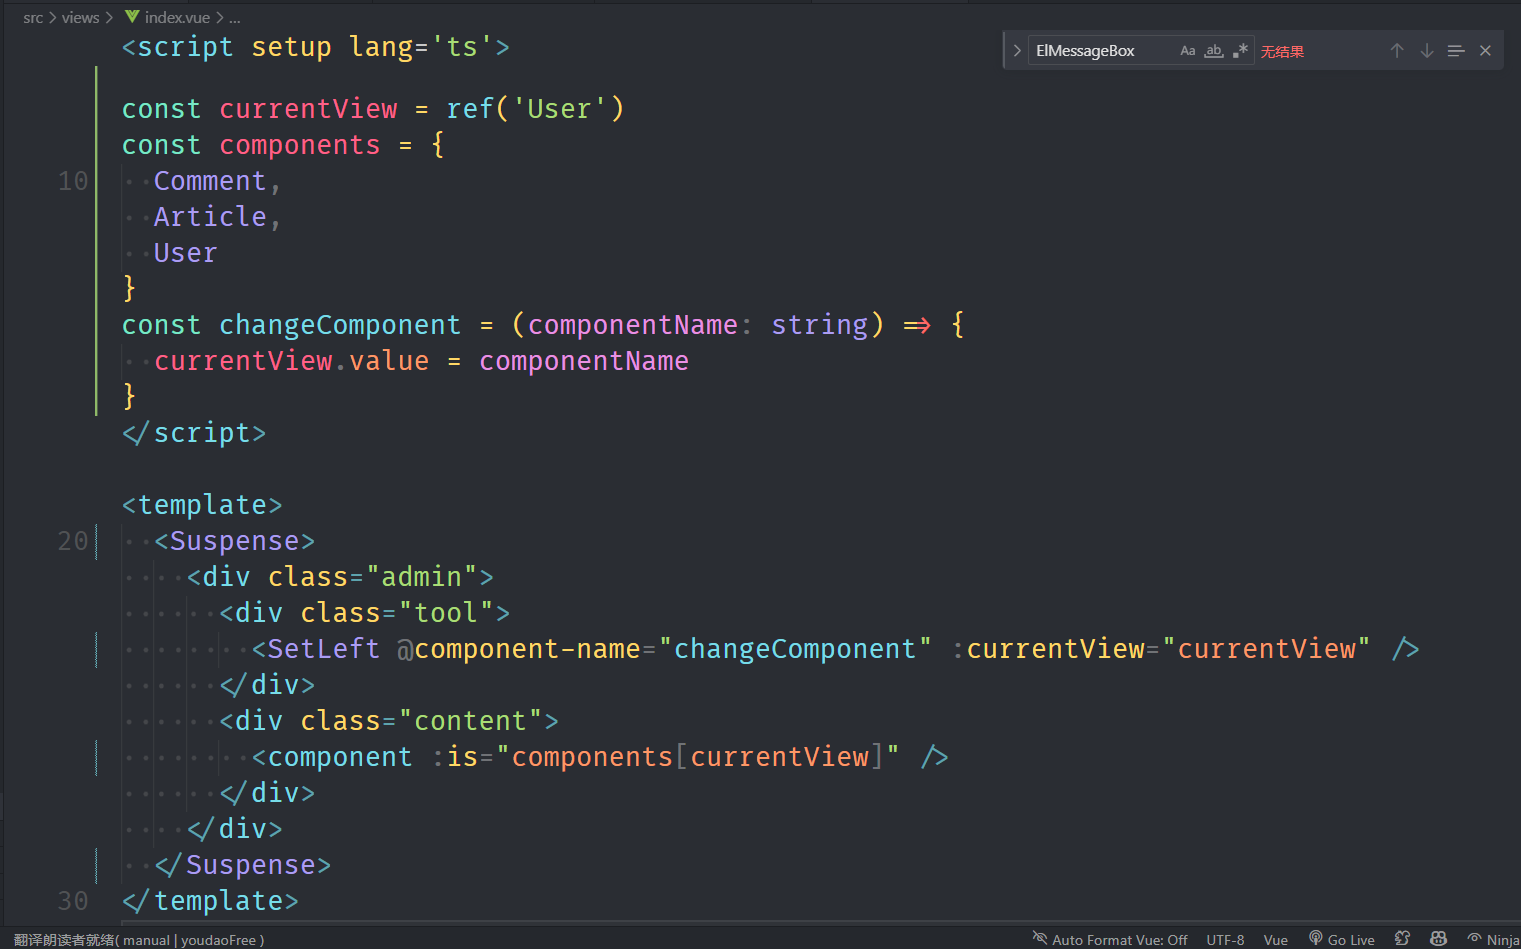 src > views > index.vue > ...
<script setup lang='ts'>
ElMessageBox Aa ab .* 无结果
const currentView = ref('User')
const components = {
10 Comment,
Article,
User
}
const changeComponent = (componentName: string) => {
currentView.value = componentName
}
</script>
<template>
20 <Suspense>
<div class="admin">
<div class="tool">
<SetLeft @component-name="changeComponent" :currentView="currentView" />
</div>
<div class="content">
<component :is="components[currentView]" />
</div>
</div>
</Suspense>
30 </template>
翻译朗读者就绪( manual | youdaoFree ) Auto Format Vue: Off UTF-8 Vue Go Live Ninja